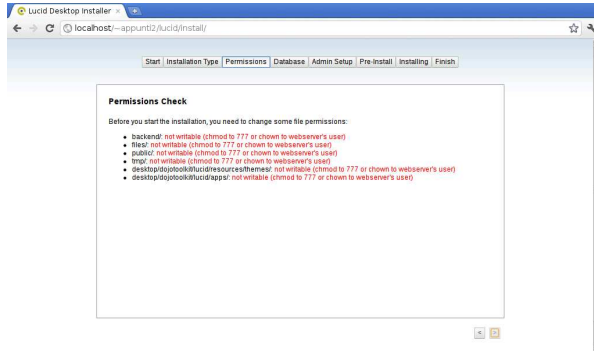 Lucid Desktop Installer
localhost/~appunti2/lucid/install/
Start Installation Type Permissions Database Admin Setup Pre-Install Installing Finish
Permissions Check
Before you start the installation, you need to change some file permissions:
• backend/: not writable (chmod to 777 or chown to webserver's user)
• files/: not writable (chmod to 777 or chown to webserver's user)
• public/: not writable (chmod to 777 or chown to webserver's user)
• tmp/: not writable (chmod to 777 or chown to webserver's user)
• desktop/dojotoolkit/lucid/resources/themes/: not writable (chmod to 777 or chown to webserver's user)
• desktop/dojotoolkit/lucid/apps/: not writable (chmod to 777 or chown to webserver's user)
< >